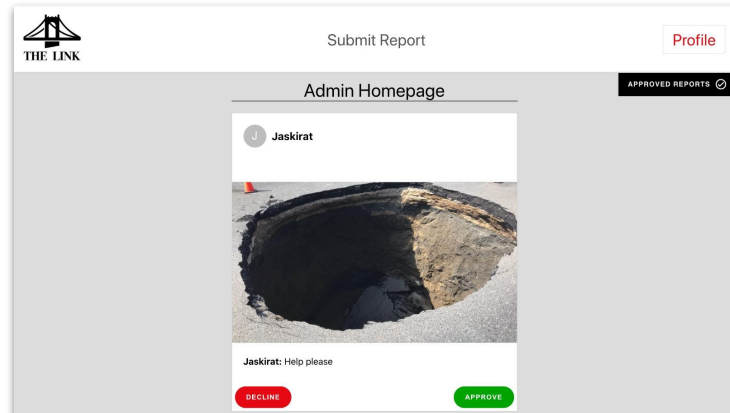 THE LINK
Submit Report
Profile
APPROVED REPORTS
Admin Homepage
J Jaskirat
Jaskirat: Help please
DECLINE
APPROVE